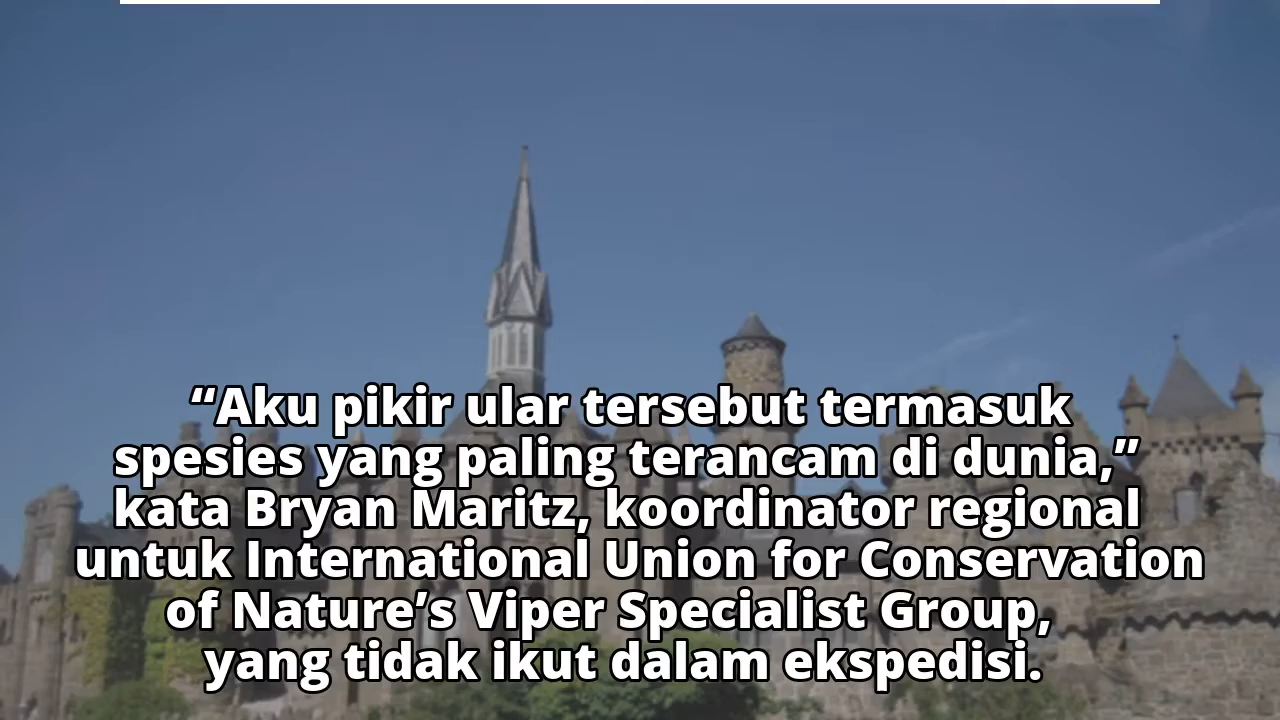 “Aku pikir ular tersebut termasuk
spesies yang paling terancam di dunia,”
kata Bryan Maritz, koordinator regional
untuk International Union for Conservation
of Nature’s Viper Specialist Group,
yang tidak ikut dalam ekspedisi.